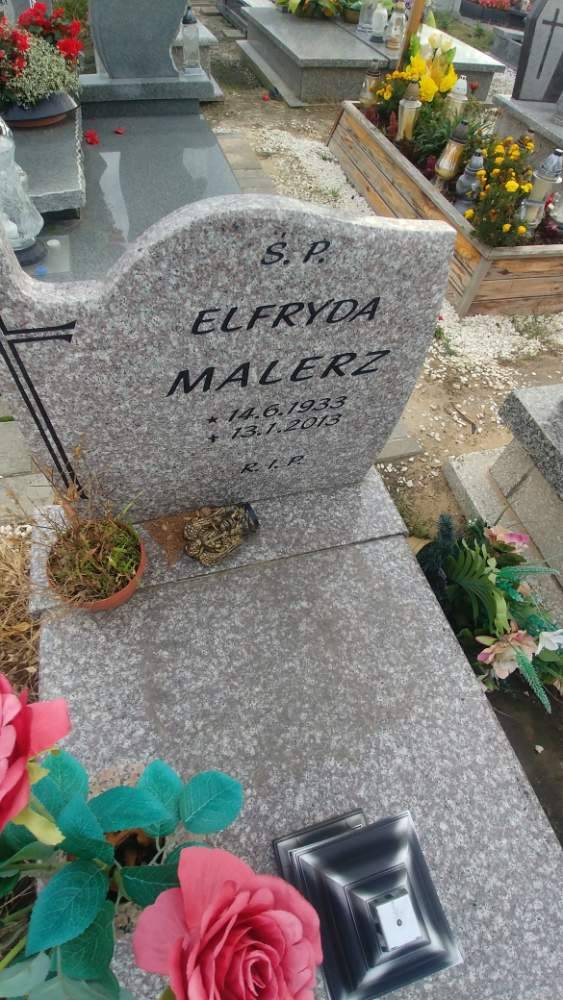 Ś. P.
ELFRYDA
MALERZ
* 14.6.1933
+ 13.1.2013
R. I. P.